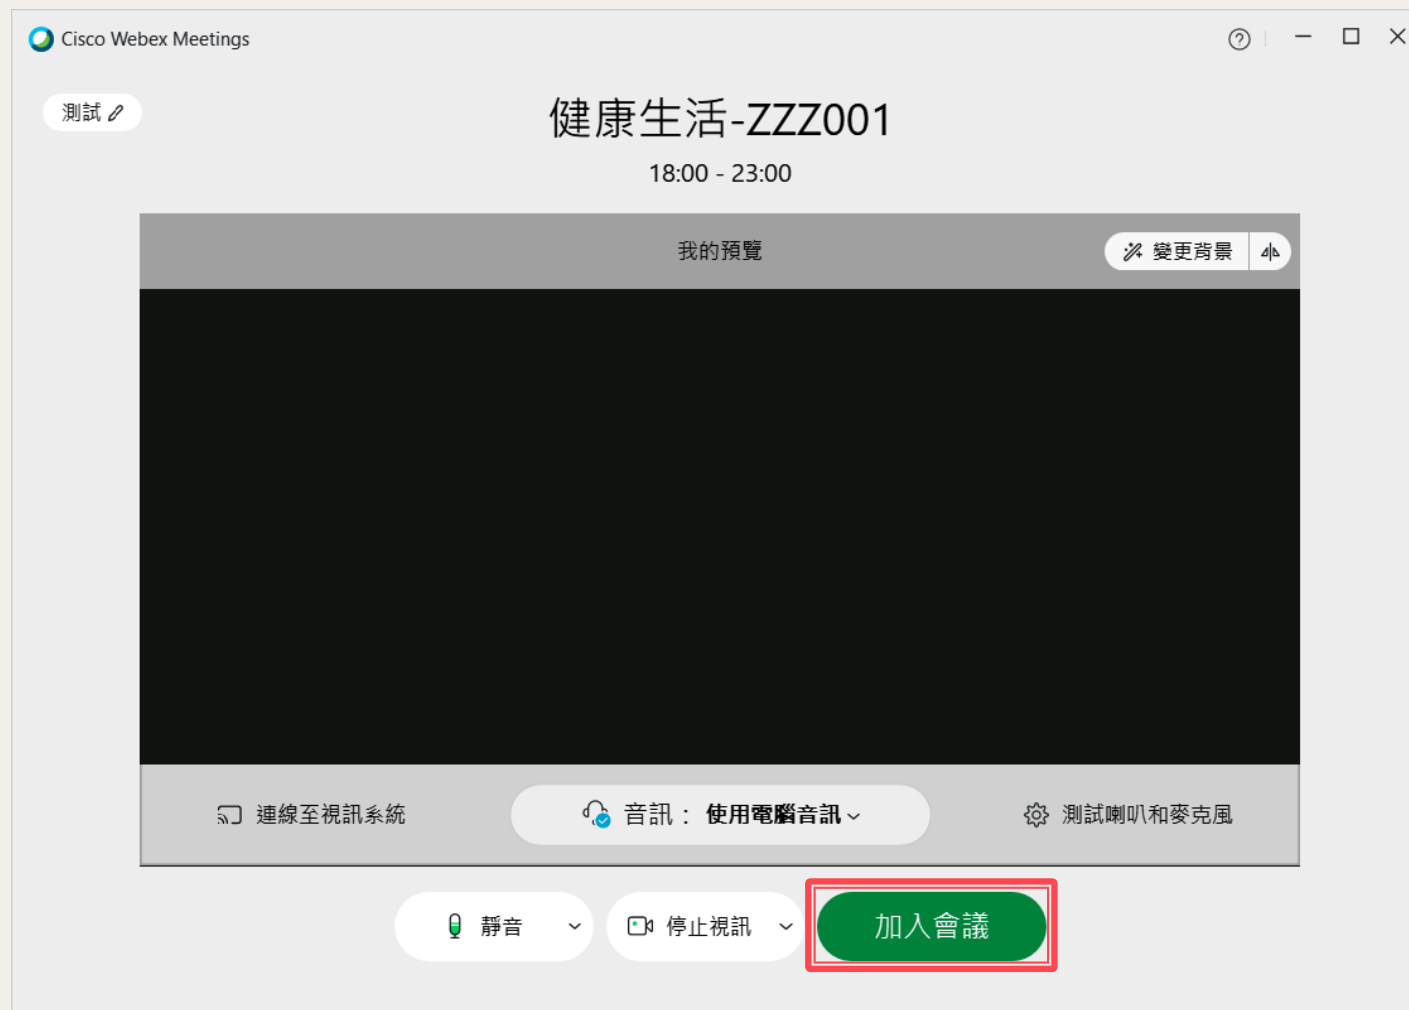 Cisco Webex Meetings
測試
健康生活-ZZZ001
18:00 - 23:00
我的預覽
變更背景
連線至視訊系統
音訊： 使用電腦音訊
測試喇叭和麥克風
靜音
停止視訊
加入會議